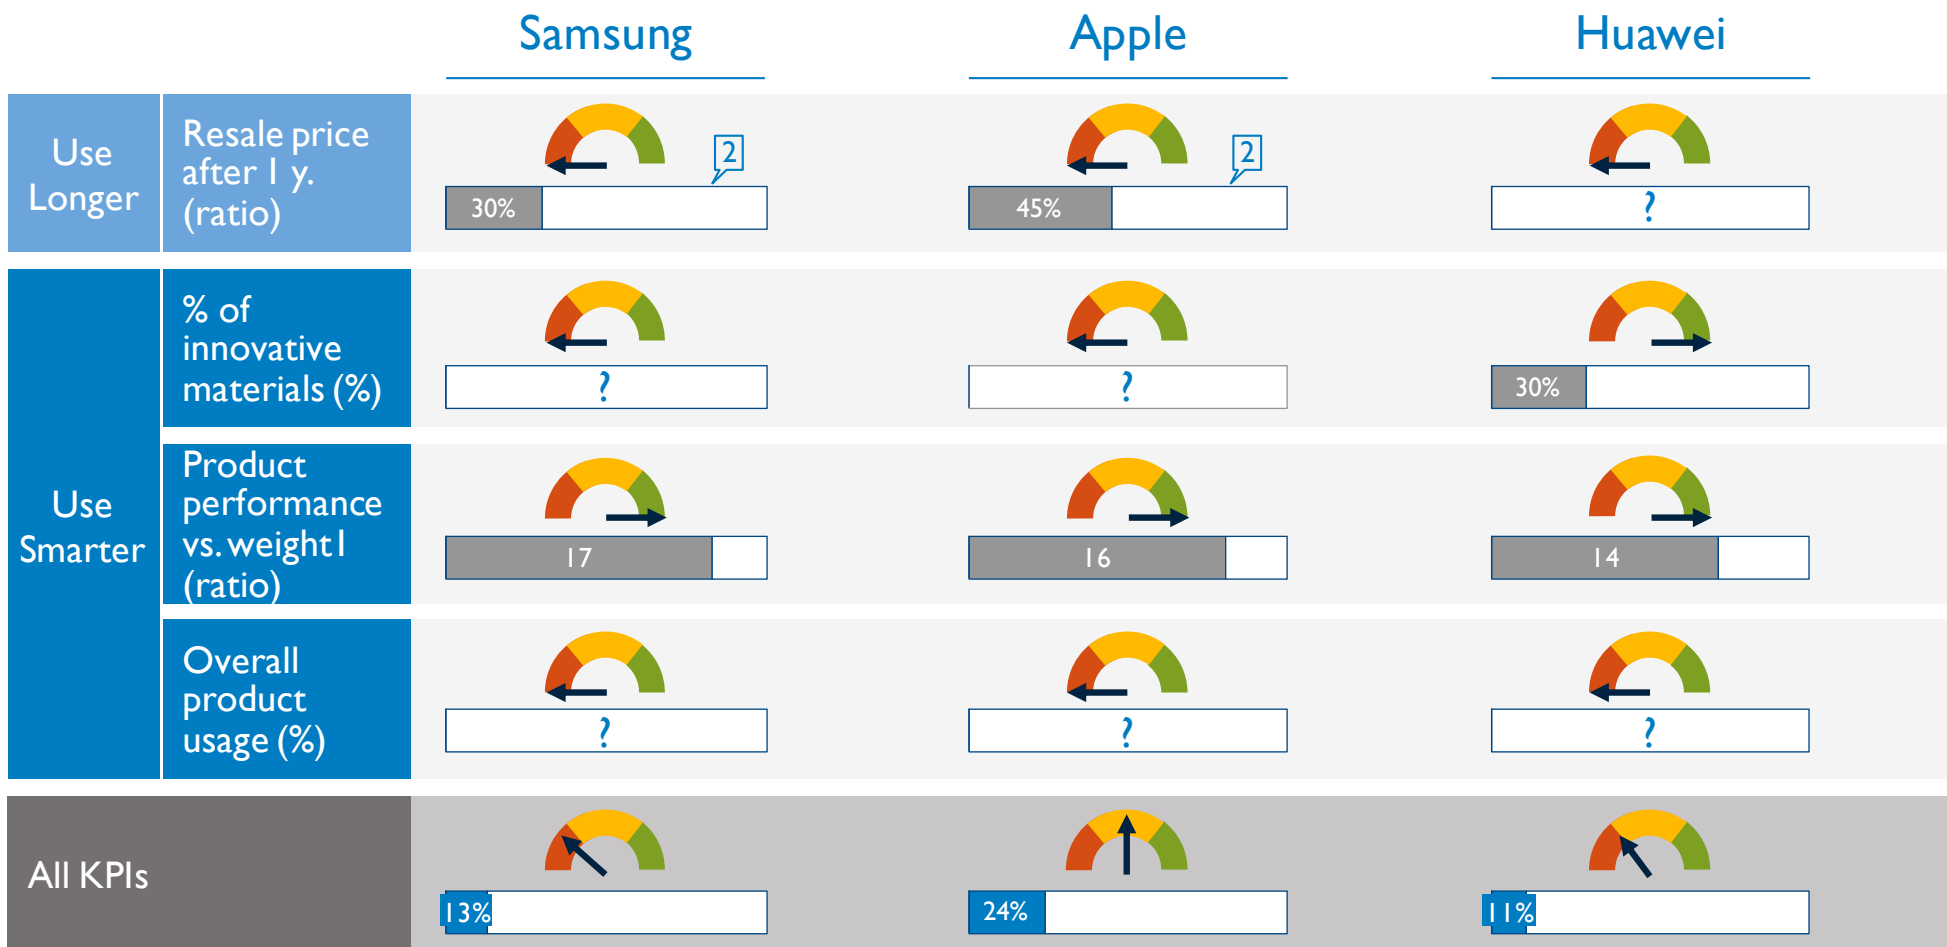 Samsung
Apple
Huawei
Use
Longer
Resale price
after 1 y.
(ratio)
2
30%
2
45%
?
% of
innovative
materials (%)
?
?
30%
Use
Smarter
Product
performance
vs. weight1
(ratio)
17
16
14
Overall
product
usage (%)
?
?
?
All KPIs
13%
24%
11%